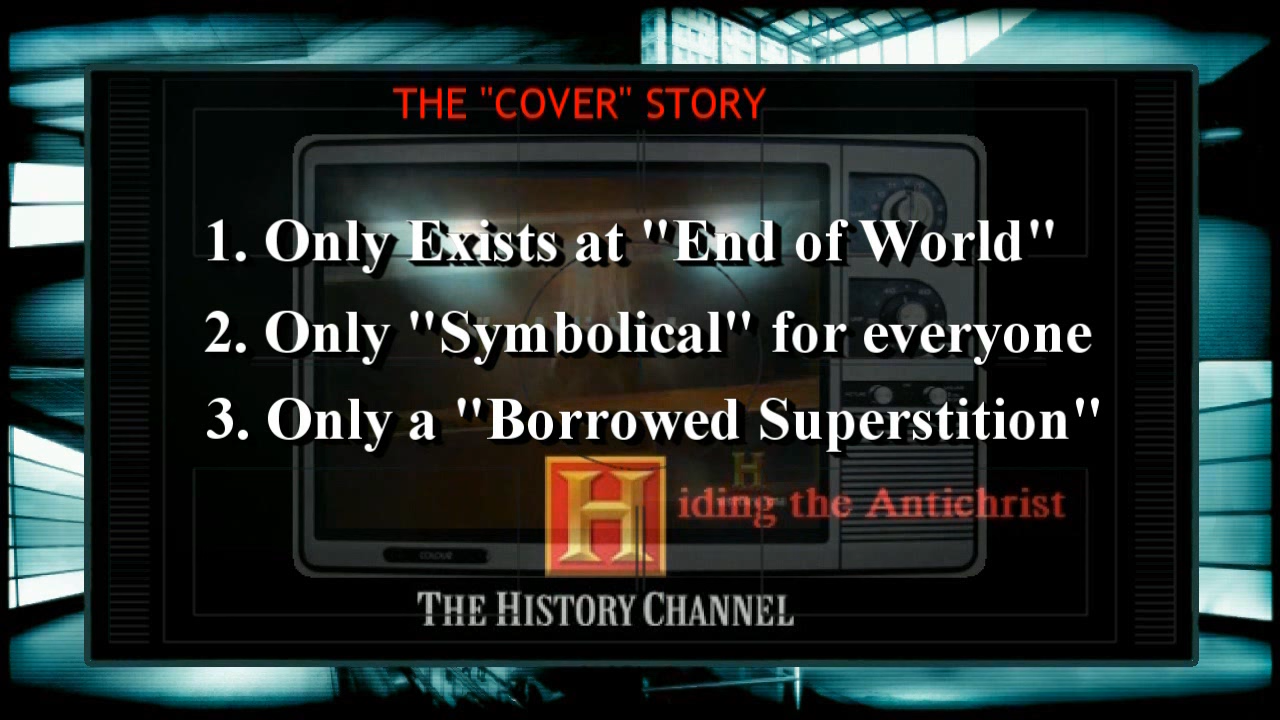 THE "COVER" STORY
1. Only Exists at "End of World"
2. Only "Symbolical" for everyone
3. Only a "Borrowed Superstition"
H
Hiding the Antichrist
COLOUR
THE HISTORY CHANNEL